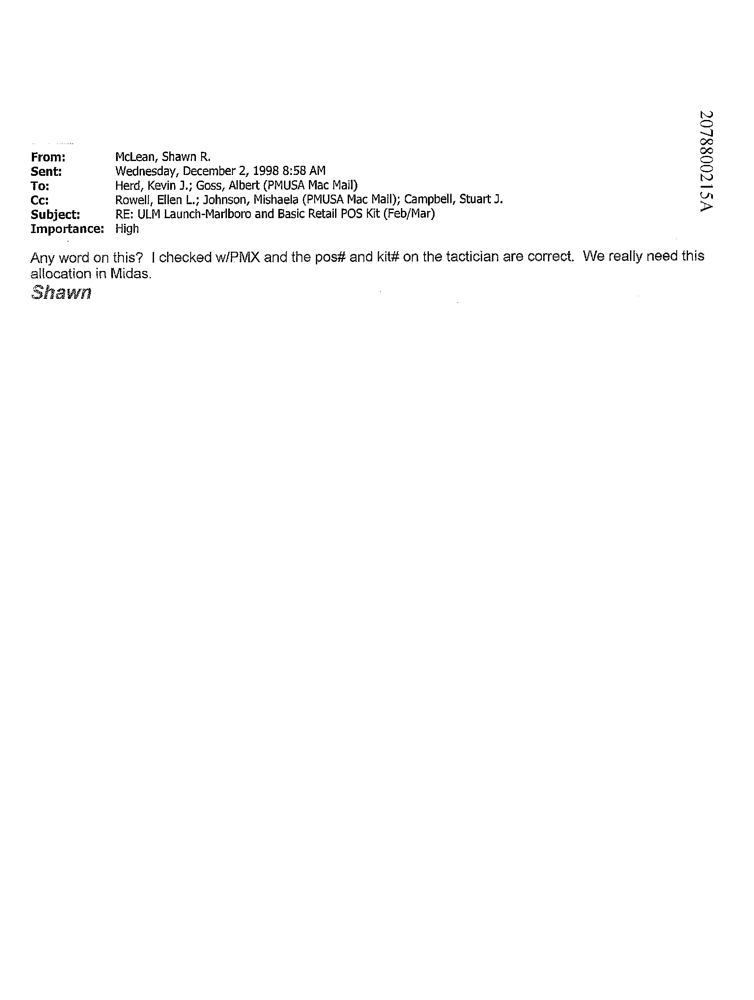 2078800215A
From: McLean, Shawn R.
Sent: Wednesday, December 2, 1998 8:58 AM
To: Herd, Kevin J.; Goss, Albert (PMUSA Mac Mail)
Cc: Rowell, Ellen L.; Johnson, Mishaela (PMUSA Mac Mail); Campbell, Stuart J.
Subject: RE: ULM Launch-Marlboro and Basic Retail POS Kit (Feb/Mar)
Importance: High
Any word on this? I checked w/PMX and the pos# and kit# on the tactician are correct. We really need this
allocation in Midas.
Shawn